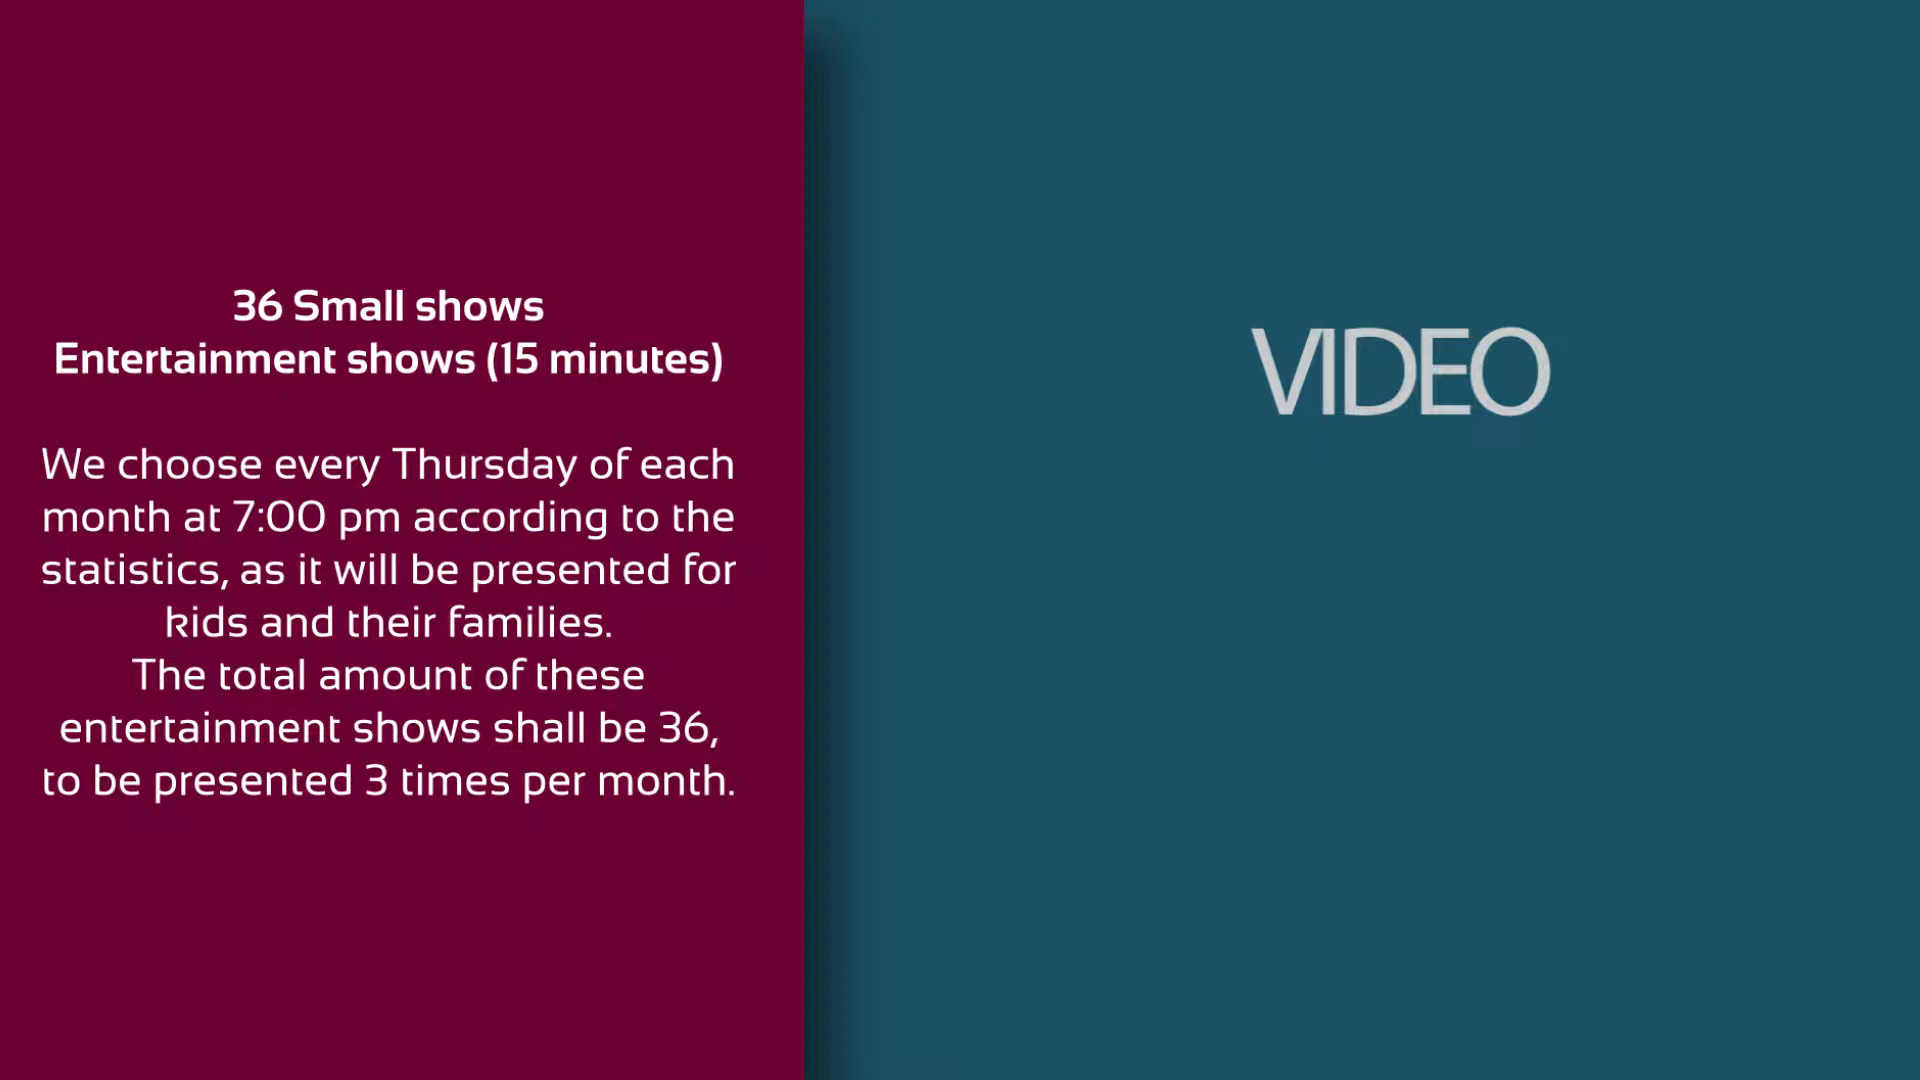 36 Small shows
Entertainment shows (15 minutes)
We choose every Thursday of each
month at 7:00 pm according to the
statistics, as it will be presented for
kids and their families.
The total amount of these
entertainment shows shall be 36,
to be presented 3 times per month.
VIDEO